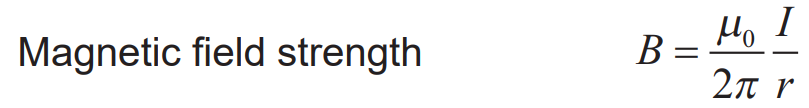 Magnetic field strength B = μ₀/2π I/r